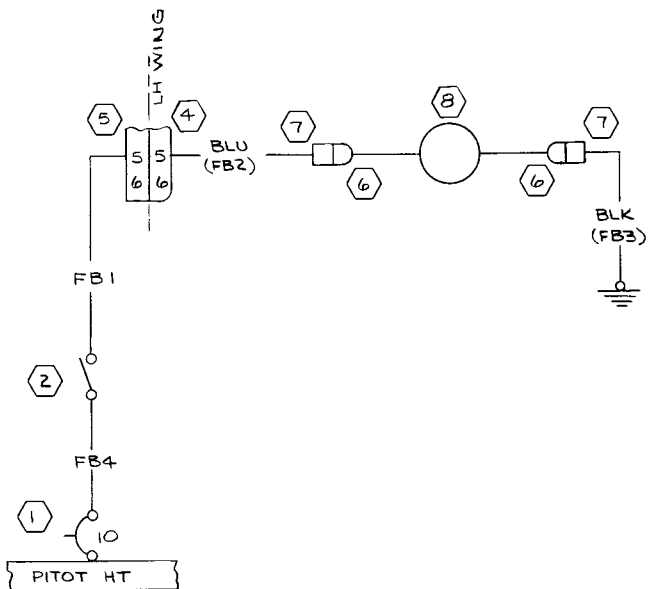 LH WING
5
4
7
8
7
5 5
6 6
BLU
(FB2)
6
6
BLK
(FB3)
FB1
2
FB4
1
10
PITOT HT